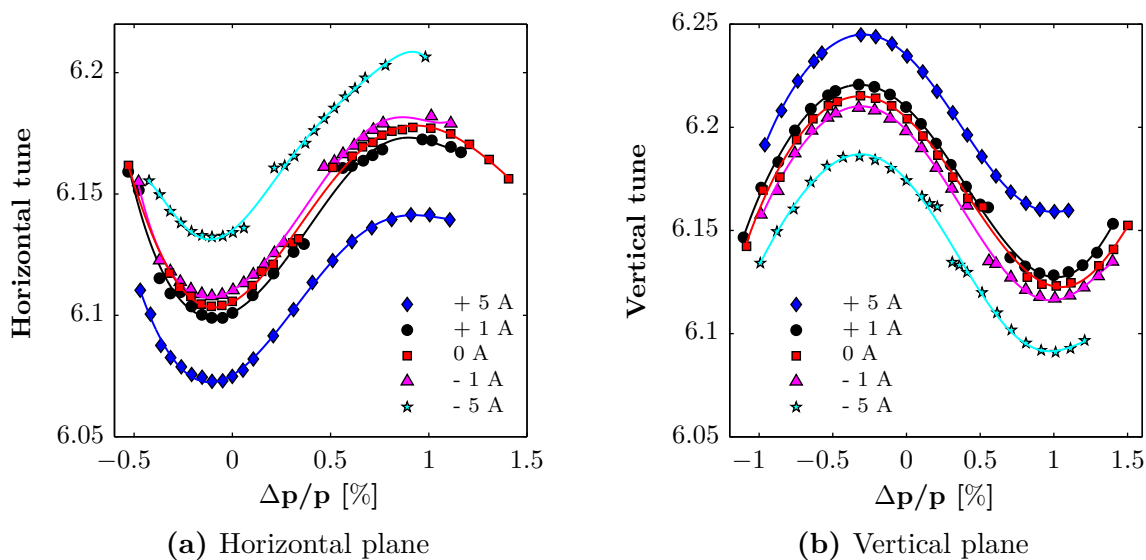 Horizontal tune
6.2
6.15
6.1
6.05
−0.5
0
0.5
1
1.5
Δp/p [%]
+ 5 A
+ 1 A
0 A
- 1 A
- 5 A
(a) Horizontal plane
Vertical tune
6.25
6.2
6.15
6.1
6.05
−1
−0.5
0
0.5
1
1.5
Δp/p [%]
+ 5 A
+ 1 A
0 A
- 1 A
- 5 A
(b) Vertical plane